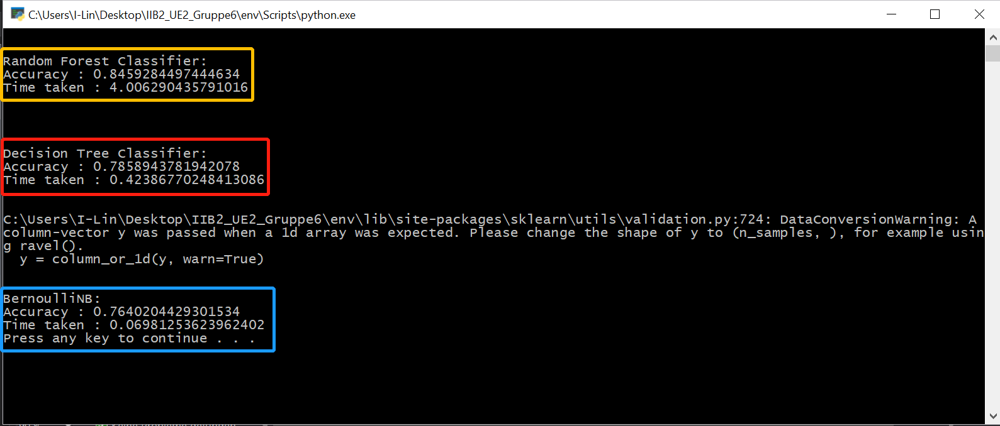 C:\Users\I-Lin\Desktop\IIB2_UE2_Gruppe6\env\Scripts\python.exe
Random Forest Classifier:
Accuracy : 0.8459284497444634
Time taken : 4.006290435791016
Decision Tree Classifier:
Accuracy : 0.7858943781942078
Time taken : 0.42386770248413086
C:\Users\I-Lin\Desktop\IIB2_UE2_Gruppe6\env\lib\site-packages\sklearn\utils\validation.py:724: DataConversionWarning: A
column-vector y was passed when a 1d array was expected. Please change the shape of y to (n_samples, ), for example usin
g ravel().
  y = column_or_1d(y, warn=True)
BernoulliNB:
Accuracy : 0.7640204429301534
Time taken : 0.06981253623962402
Press any key to continue . . .